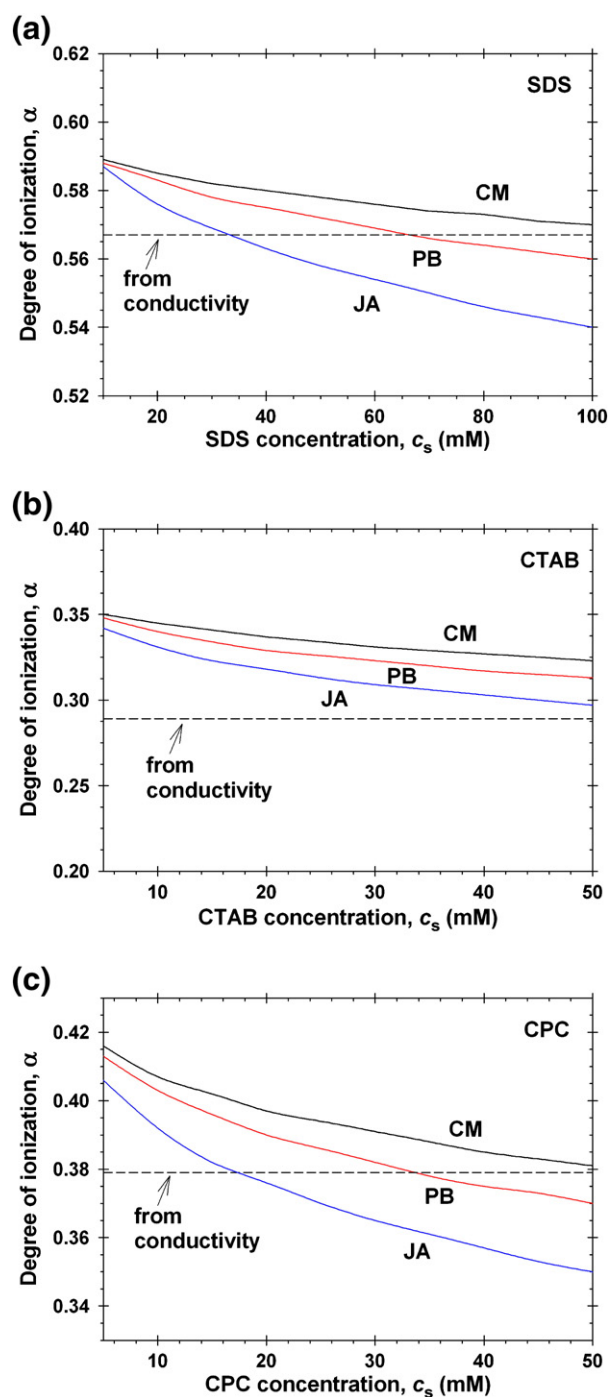 (a)
0.62
SDS
0.60
CM
0.58
Degree of ionization, α
from
conductivity
PB
0.56
JA
0.54
0.52
20 40 60 80 100
SDS concentration, cs (mM)
(b)
0.40
CTAB
0.35
CM
Degree of ionization, α
PB
0.30
JA
from
conductivity
0.25
0.20
10 20 30 40 50
CTAB concentration, cs (mM)
(c)
0.42
CPC
0.40
CM
Degree of ionization, α
0.38
from
conductivity
PB
0.36
JA
0.34
10 20 30 40 50
CPC concentration, cs (mM)